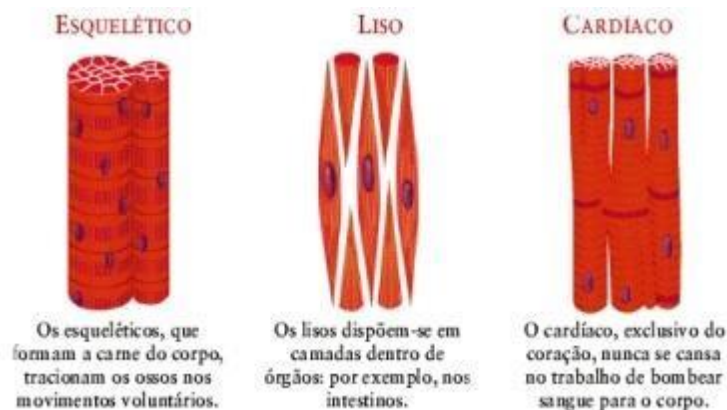 ESQUELÉTICO
Os esqueléticos, que
formam a carne do corpo,
tracionam os ossos nos
movimentos voluntários.
LISO
Os lisos dispõem-se em
camadas dentro de
órgãos: por exemplo, nos
intestinos.
CARDÍACO
O cardíaco, exclusivo do
coração, nunca se cansa
no trabalho de bombear
sangue para o corpo.